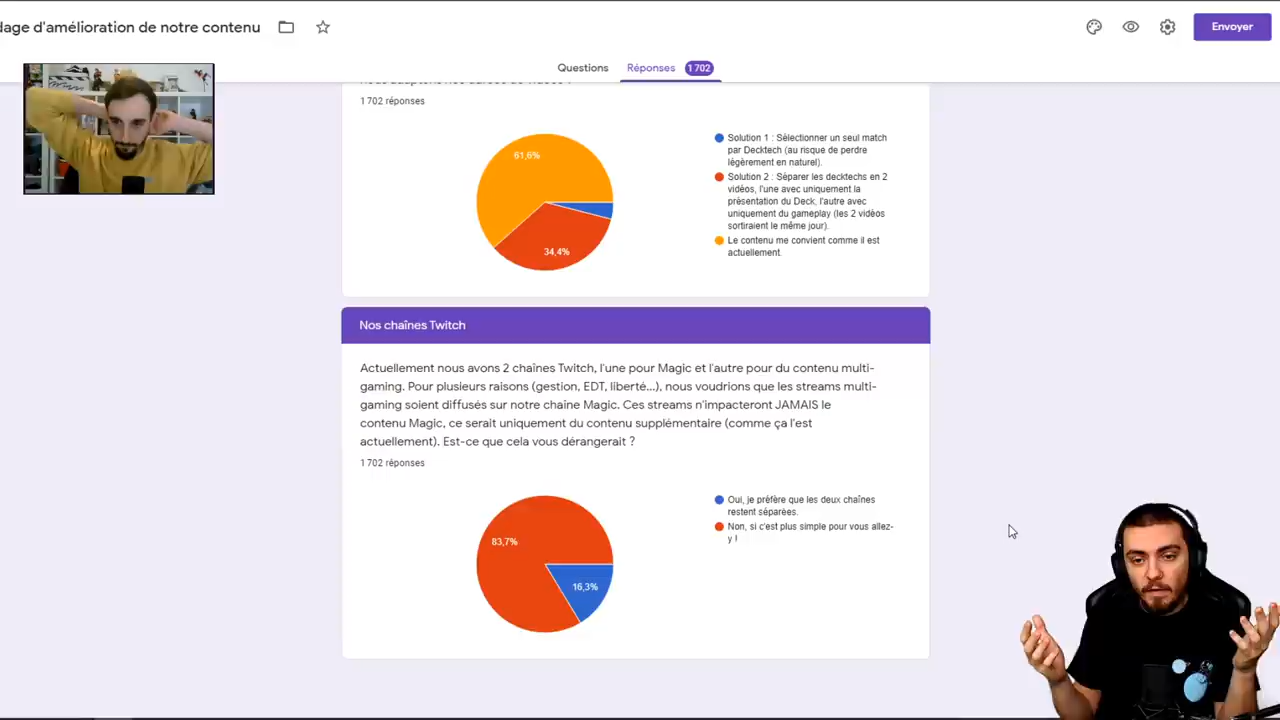 dage d'amélioration de notre contenu
Envoyer
Questions
Réponses
1 702
1 702 réponses
61,6%
34,4%
Solution 1 : Sélectionner un seul match
par Decktech (au risque de perdre
légèrement en naturel).
Solution 2 : Séparer les decktechs en 2
vidéos, l'une avec uniquement la
présentation du Deck, l'autre avec
uniquement du gameplay (les 2 vidéos
sortiraient le même jour).
Le contenu me convient comme il est
actuellement.
Nos chaînes Twitch
Actuellement nous avons 2 chaînes Twitch, l'une pour Magic et l'autre pour du contenu multi-
gaming. Pour plusieurs raisons (gestion, EDT, liberté...), nous voudrions que les streams multi-
gaming soient diffusés sur notre chaîne Magic. Ces streams n'impacteront JAMAIS le
contenu Magic, ce serait uniquement du contenu supplémentaire (comme ça l'est
actuellement). Est-ce que cela vous dérangerait ?
1 702 réponses
83,7%
16,3%
Oui, je préfère que les deux chaînes
restent séparées.
Non, si c'est plus simple pour vous allez-
y !